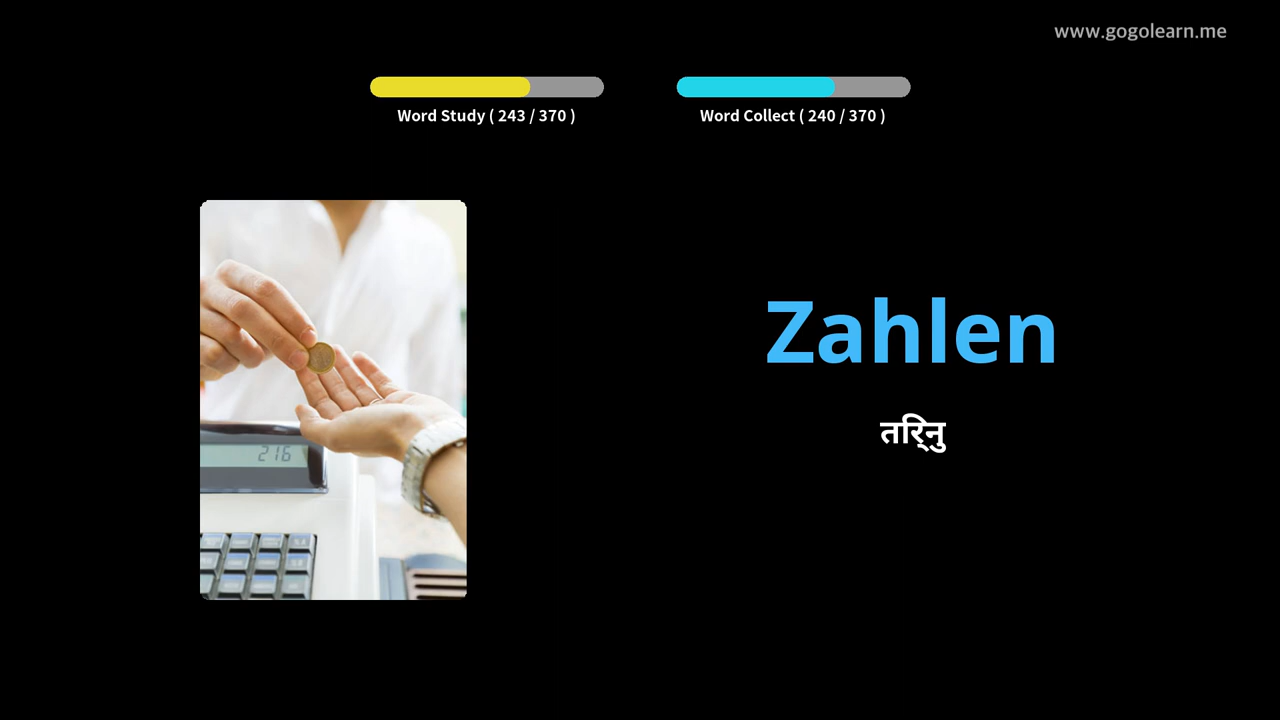 www.gogolearn.me
Word Study ( 243 / 370 )
Word Collect ( 240 / 370 )
Zahlen
तिर्नु
216